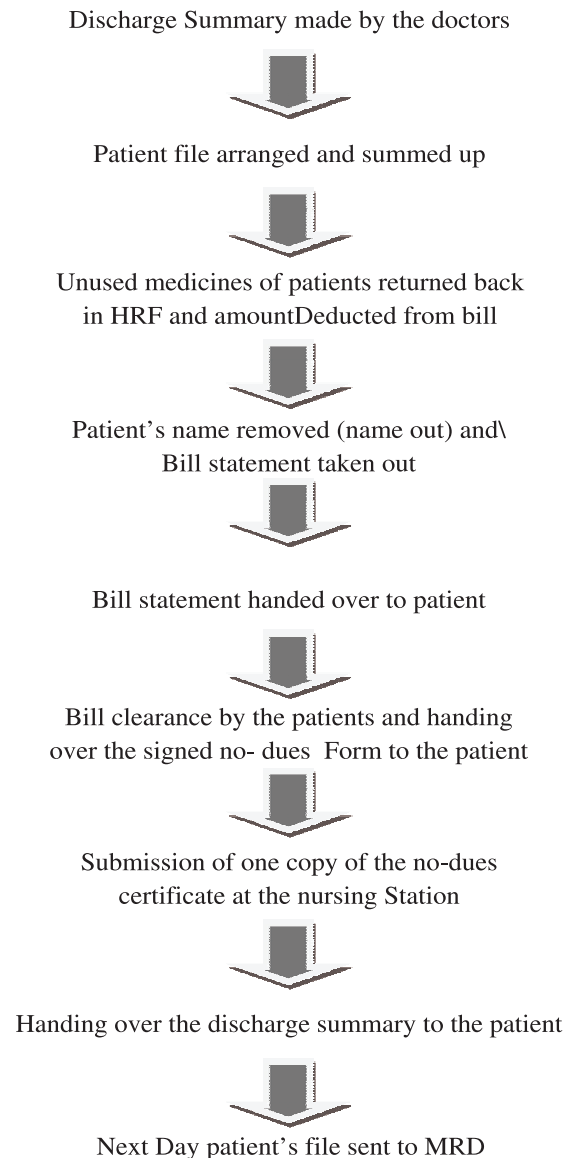 Discharge Summary made by the doctors
Patient file arranged and summed up
Unused medicines of patients returned back
in HRF and amountDeducted from bill
Patient’s name removed (name out) and\
Bill statement taken out
Bill statement handed over to patient
Bill clearance by the patients and handing
over the signed no- dues  Form to the patient
Submission of one copy of the no-dues
certificate at the nursing Station
Handing over the discharge summary to the patient
Next Day patient’s file sent to MRD